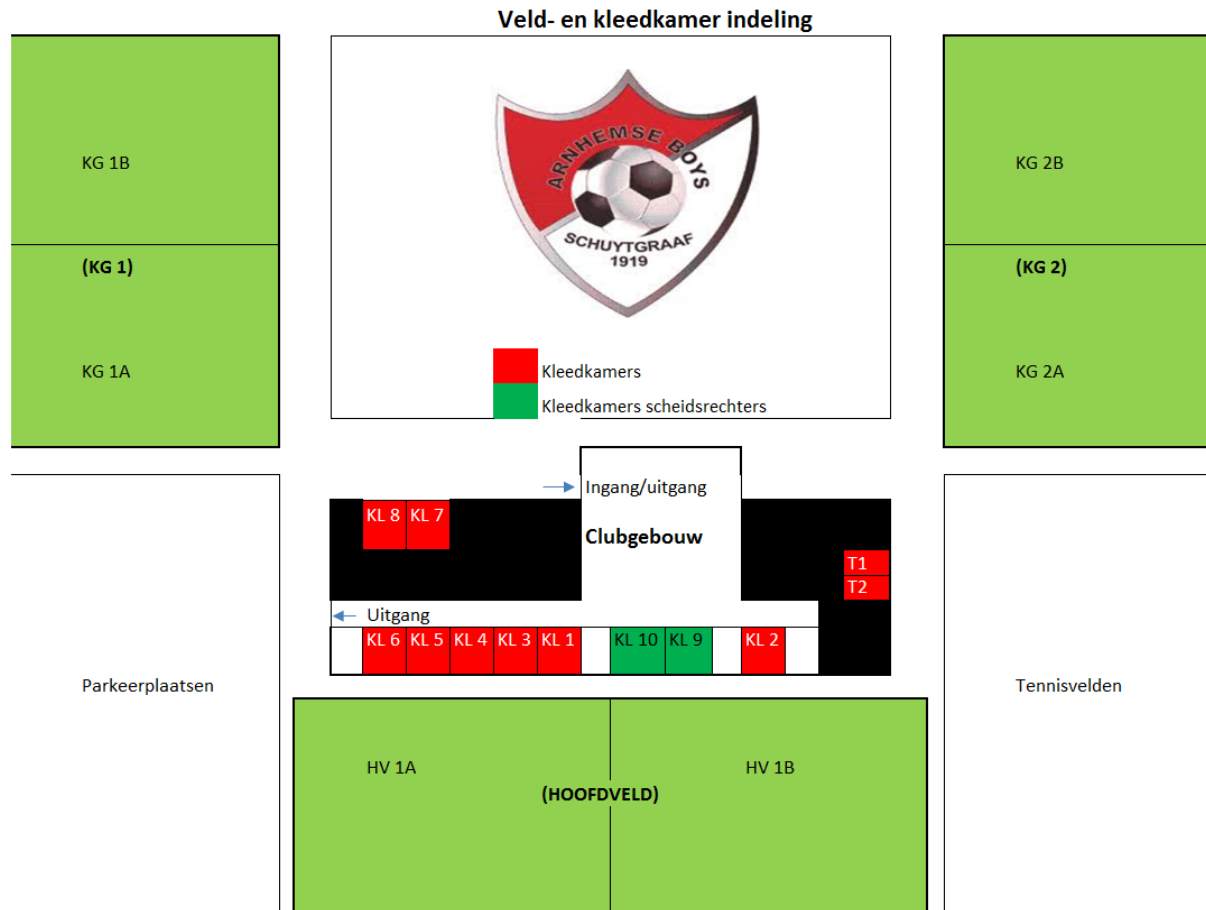 Veld- en kleedkamer indeling
KG 1B
ARNHEMSE BOYS
SCHUYTGRAAF
1919
KG 2B
(KG 1)
(KG 2)
KG 1A
Kleedkamers
KG 2A
Kleedkamers scheidsrechters
Ingang/uitgang
KL 8 KL 7
Clubgebouw
T1
T2
Uitgang
KL 6 KL 5 KL 4 KL 3 KL 1 KL 10 KL 9 KL 2
Parkeerplaatsen
Tennisvelden
HV 1A
HV 1B
(HOOFDVELD)